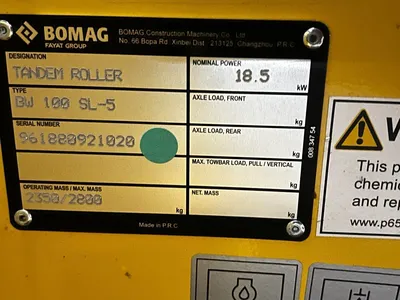 BOMAG
FAYAT GROUP
BOMAG Construction Machinery Co., Ltd.
No. 66 Bopa Rd. Xinbei Dist. 213125 Changzhou P.R.C
DESIGNATION
TANDEM ROLLER
NOMINAL POWER
18.5
kW
TYPE
BW 100 SL-5
AXLE LOAD, FRONT
kg
SERIAL NUMBER
961880921020
AXLE LOAD, REAR
kg
MAX. TOWBAR LOAD, PULL / VERTICAL
kg
OPERATING MASS / MAX. MASS
2350/2800
kg
NET. MASS
kg
Made in P.R.C
008 347 54
W
This p
chemic
and rep
www.p65